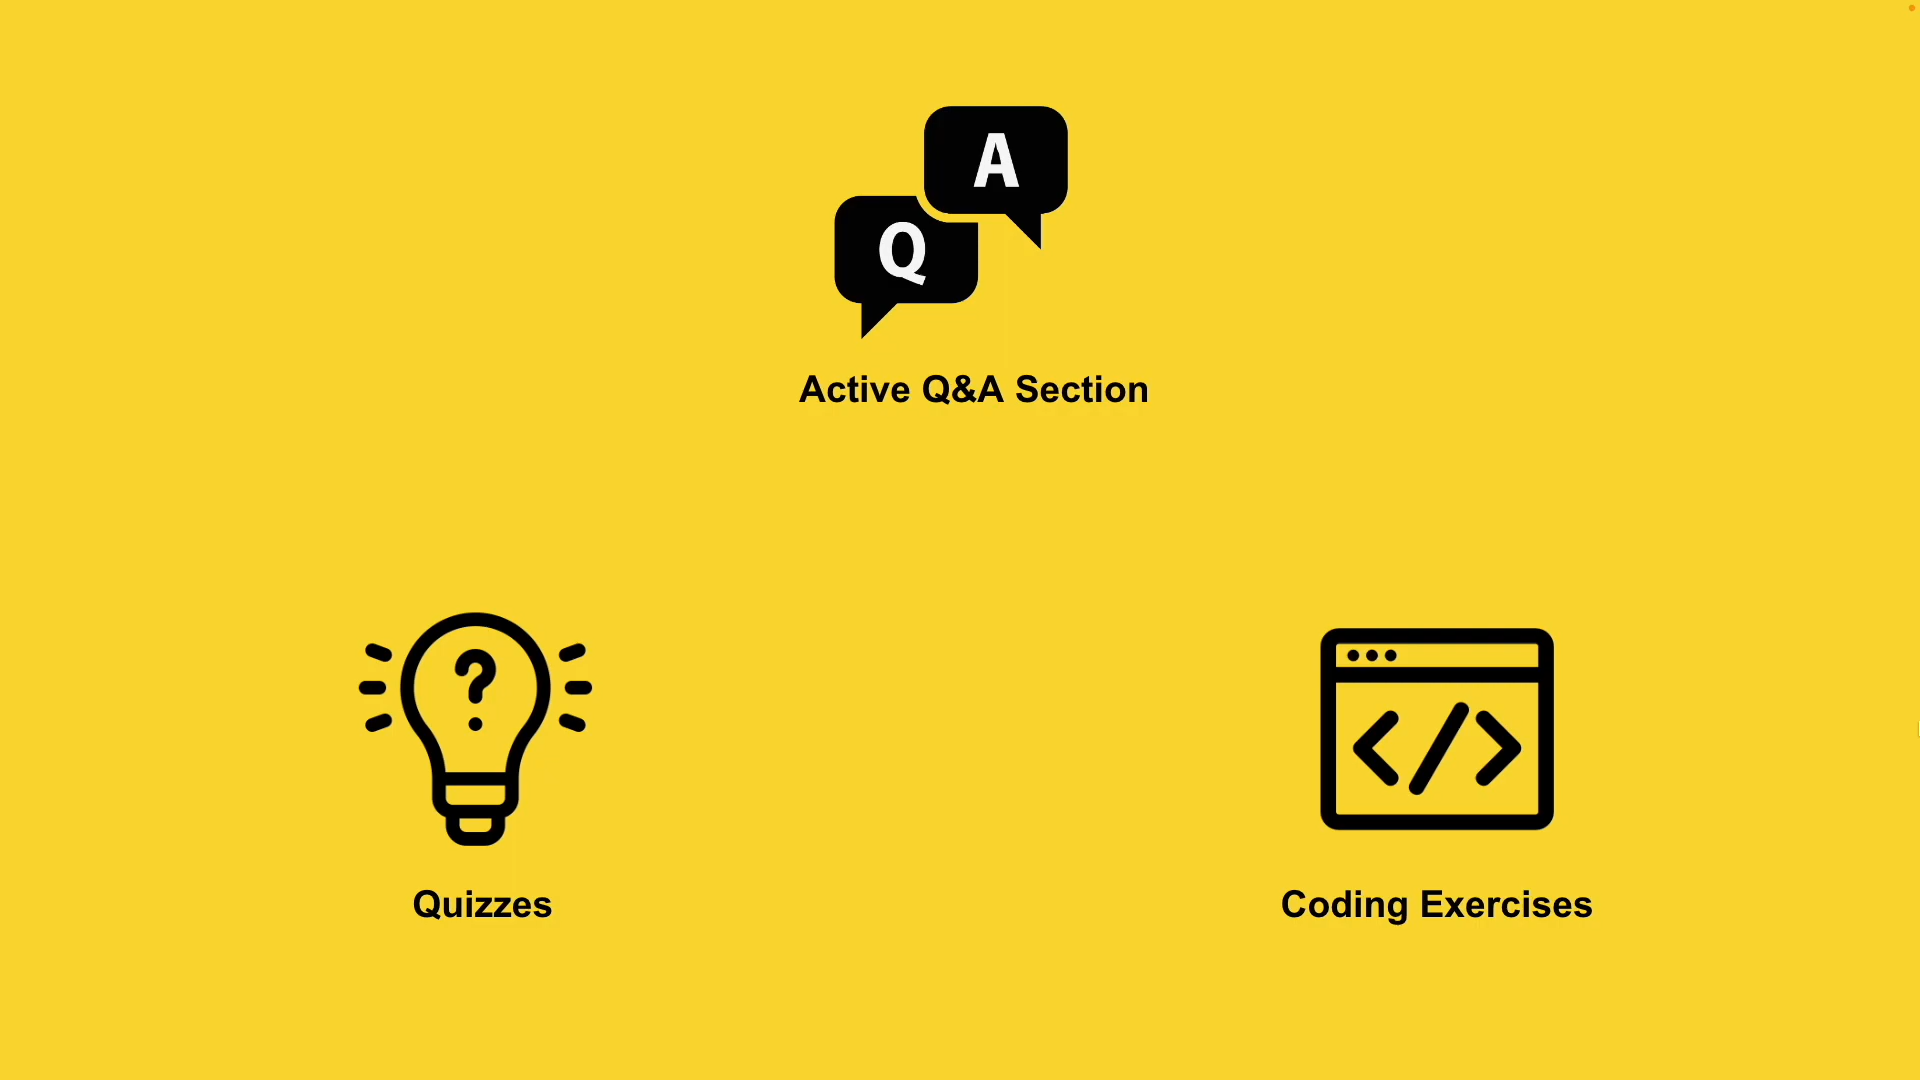 A
Q
Active Q&A Section
?
</>
Quizzes
Coding Exercises